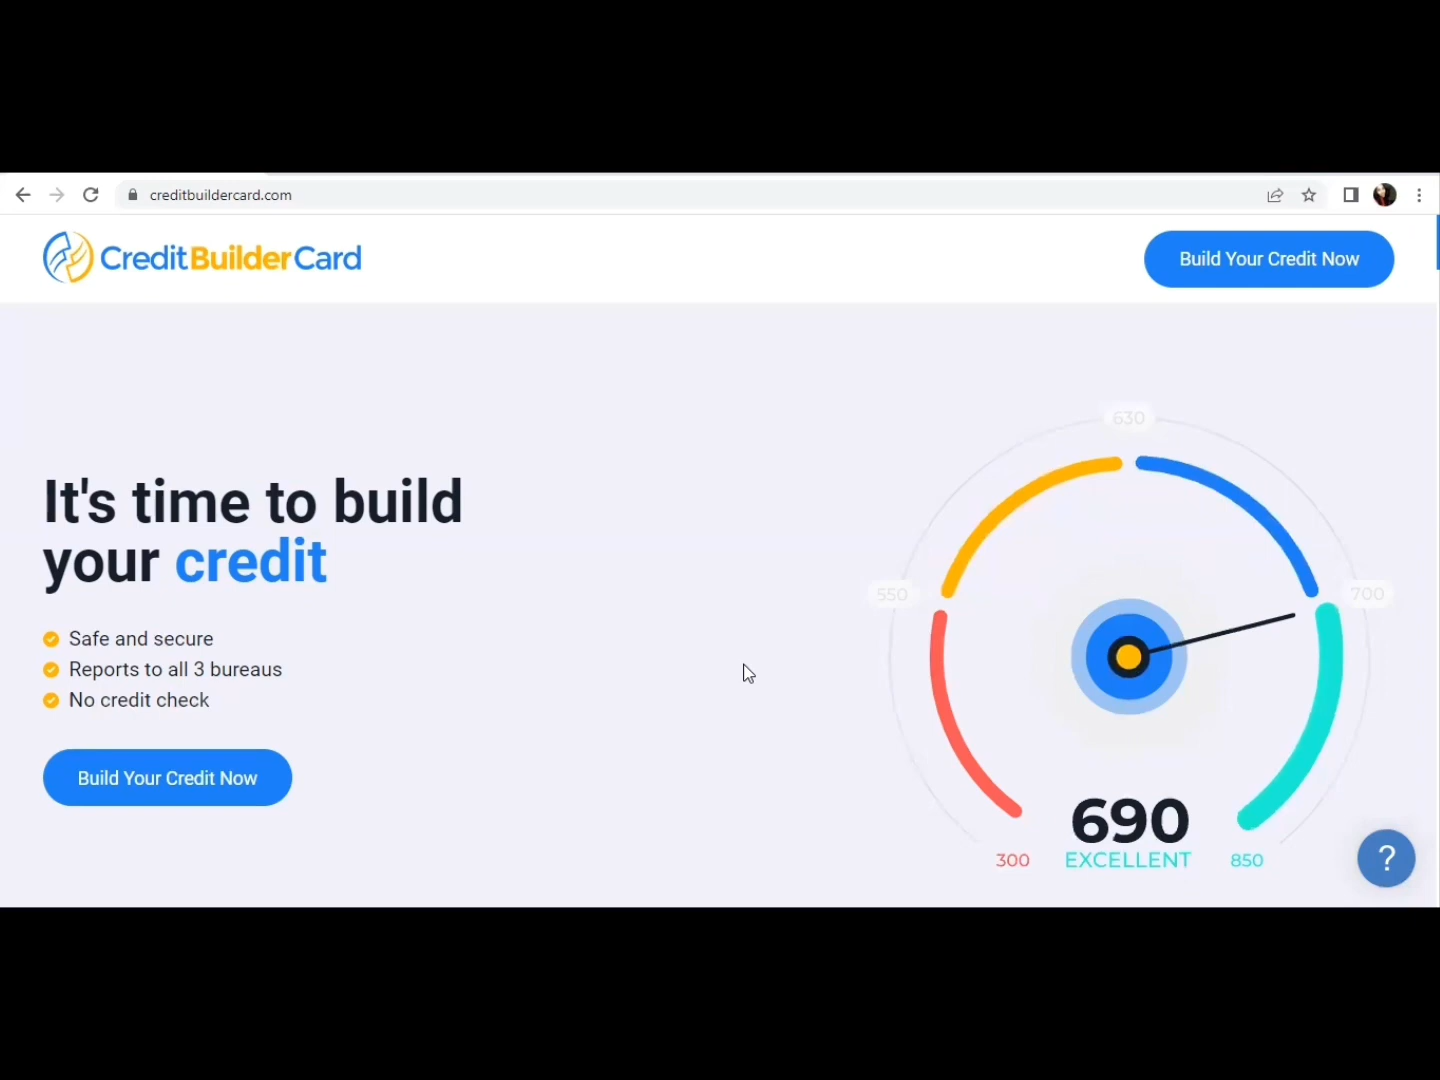 creditbuildercard.com
CreditBuilderCard
Build Your Credit Now
It's time to build
your credit
Safe and secure
Reports to all 3 bureaus
No credit check
Build Your Credit Now
630
550
700
690
300
EXCELLENT
850
?